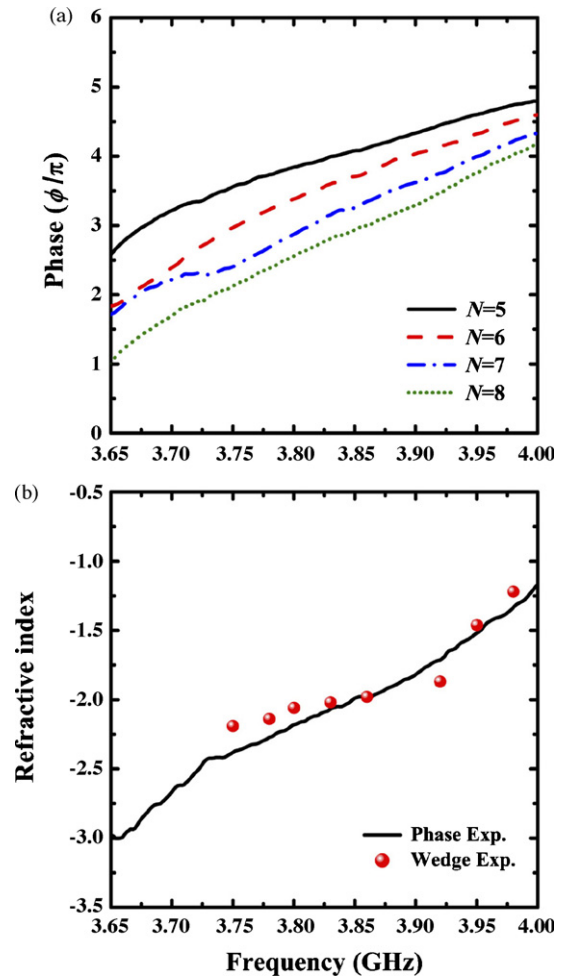 (a)
6
5
4
3
2
1
0
Phase (ϕ/π)
N=5
N=6
N=7
N=8
3.65 3.70 3.75 3.80 3.85 3.90 3.95 4.00
(b)
-0.5
-1.0
-1.5
-2.0
-2.5
-3.0
-3.5
Refractive index
Phase Exp.
Wedge Exp.
3.65 3.70 3.75 3.80 3.85 3.90 3.95 4.00
Frequency (GHz)